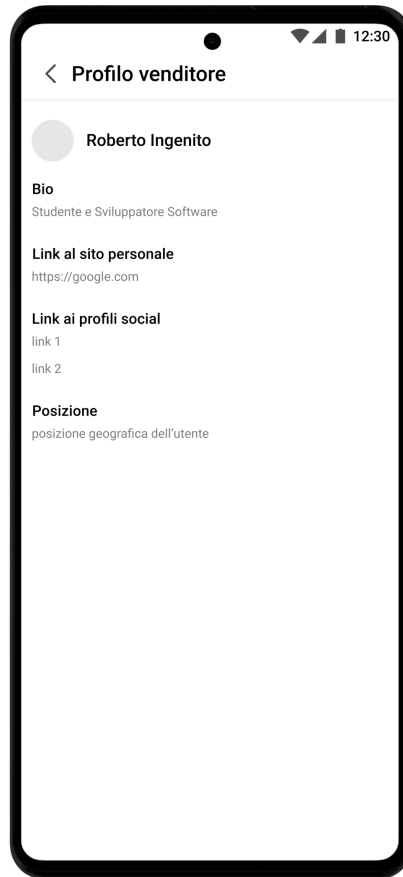 12:30
Profilo venditore
Roberto Ingenito
Bio
Studente e Sviluppatore Software
Link al sito personale
https://google.com
Link ai profili social
link 1
link 2
Posizione
posizione geografica dell’utente